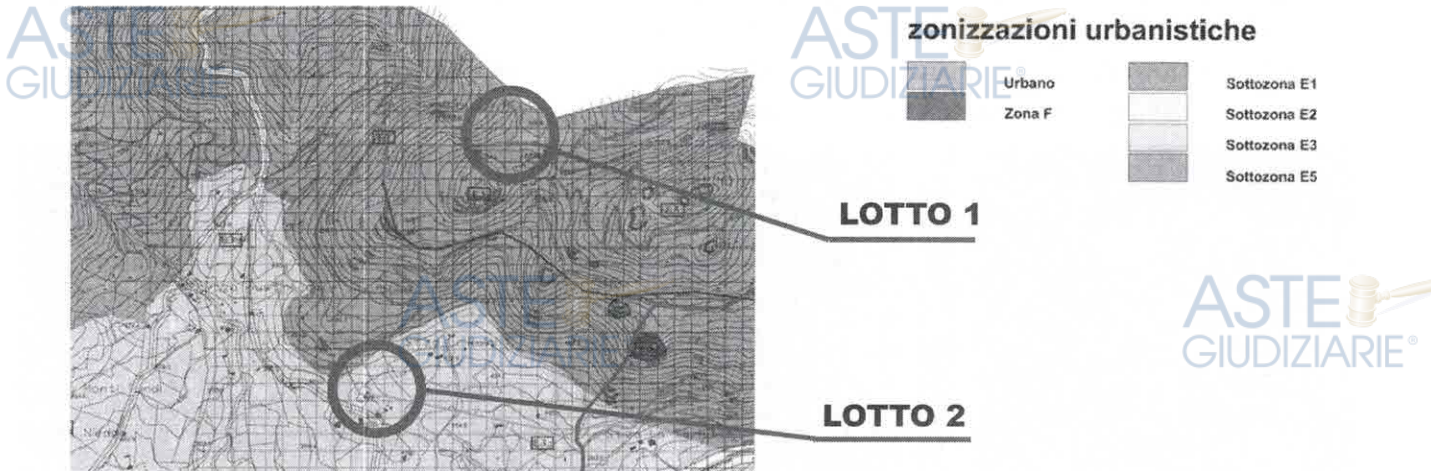 ASTE
GIUDIZIARIE
ASTE
GIUDIZIARIE®
zonizzazioni urbanistiche
Urbano
Zona F
Sottozona E1
Sottozona E2
Sottozona E3
Sottozona E5
LOTTO 1
ASTE
GIUDIZIARIE
ASTE
GIUDIZIARIE®
LOTTO 2